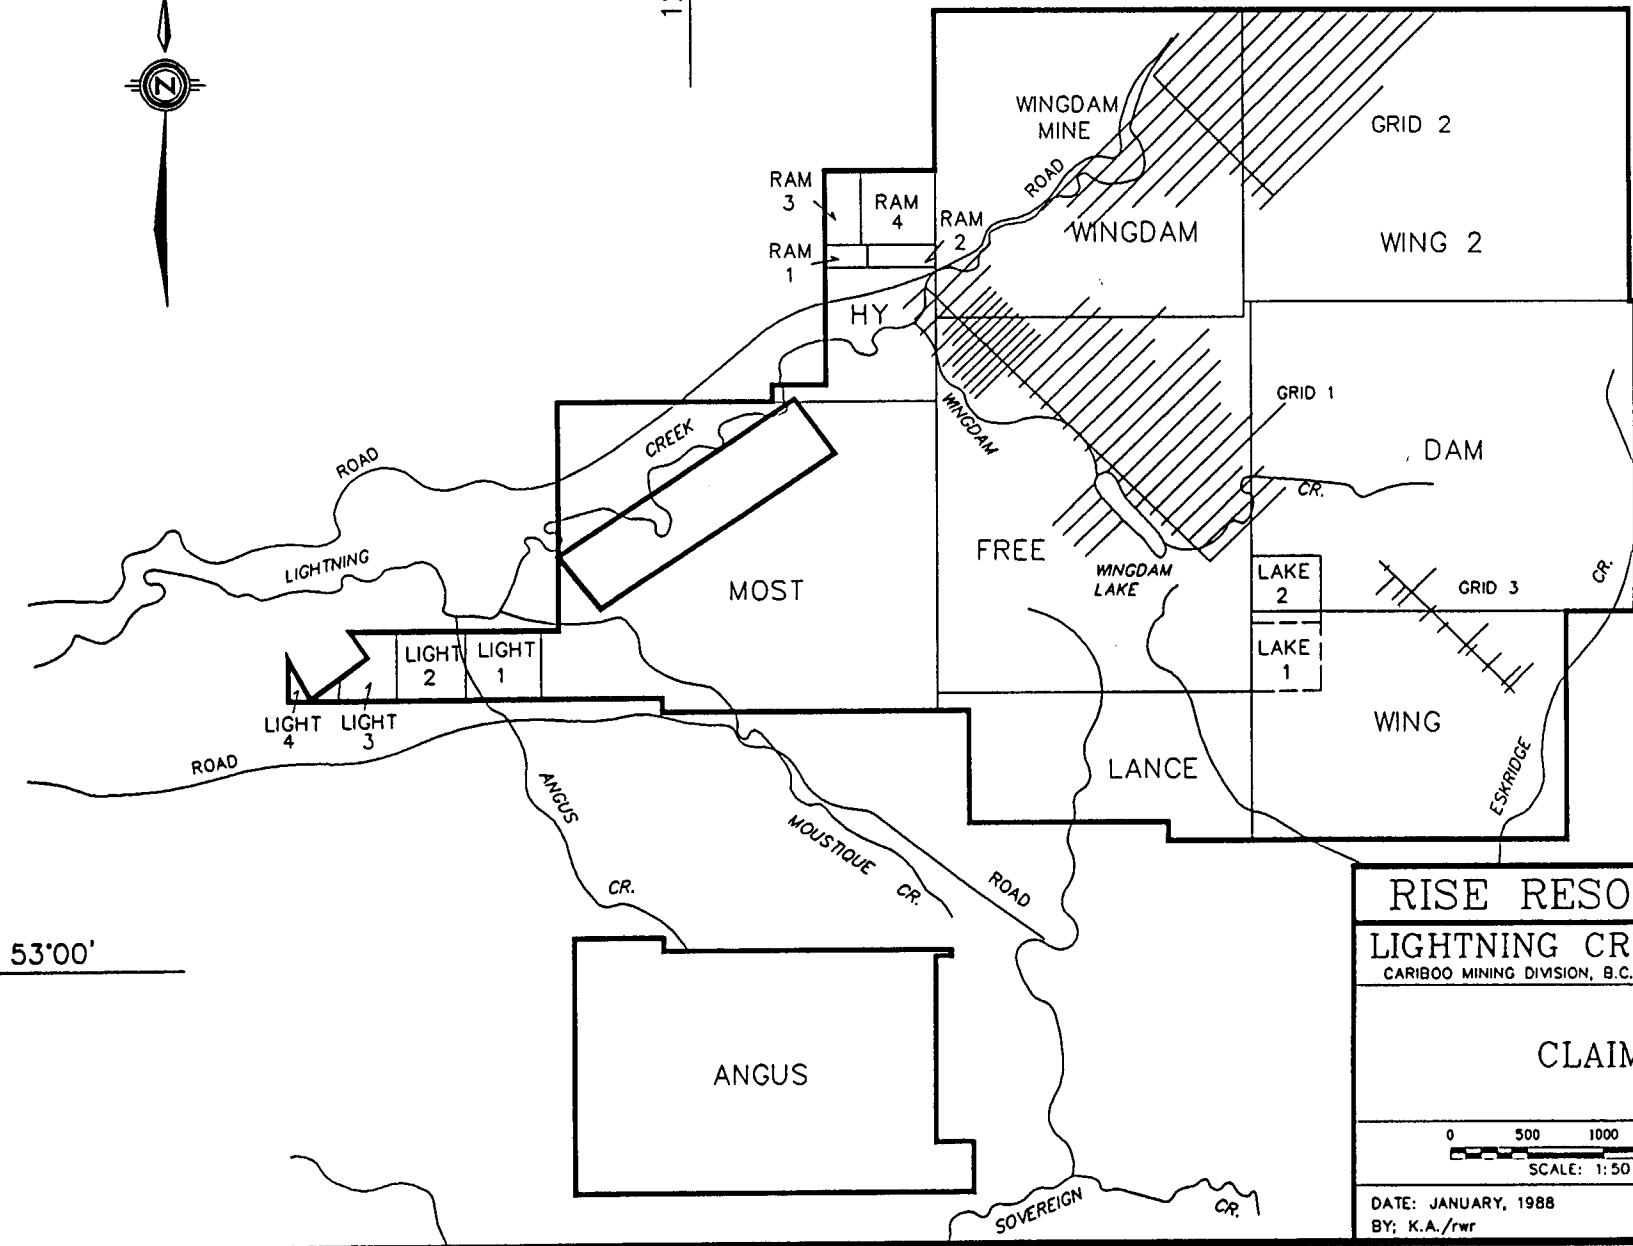 N
WINGDAM
MINE
GRID 2
ROAD
RAM
3
RAM
4
RAM
2
RAM
1
WINGDAM
WING 2
HY
GRID 1
WINGDAM
CREEK
ROAD
DAM
CR.
FREE
LIGHTNING
MOST
WINGDAM
LAKE
LAKE
2
GRID 3
CR.
LIGHT
2
LIGHT
1
LAKE
1
LIGHT
4
LIGHT
3
WING
ROAD
LANCE
ANGUS
ESKRIDGE
MOUSTIQUE
CR.
CR.
ROAD
53°00'
ANGUS
SOVEREIGN
CR.
RISE RESO
LIGHTNING CR
CARIBOO MINING DIVISION, B.C.
CLAIM
0 500 1000
SCALE: 1:50
DATE: JANUARY, 1988
BY: K.A./rwr